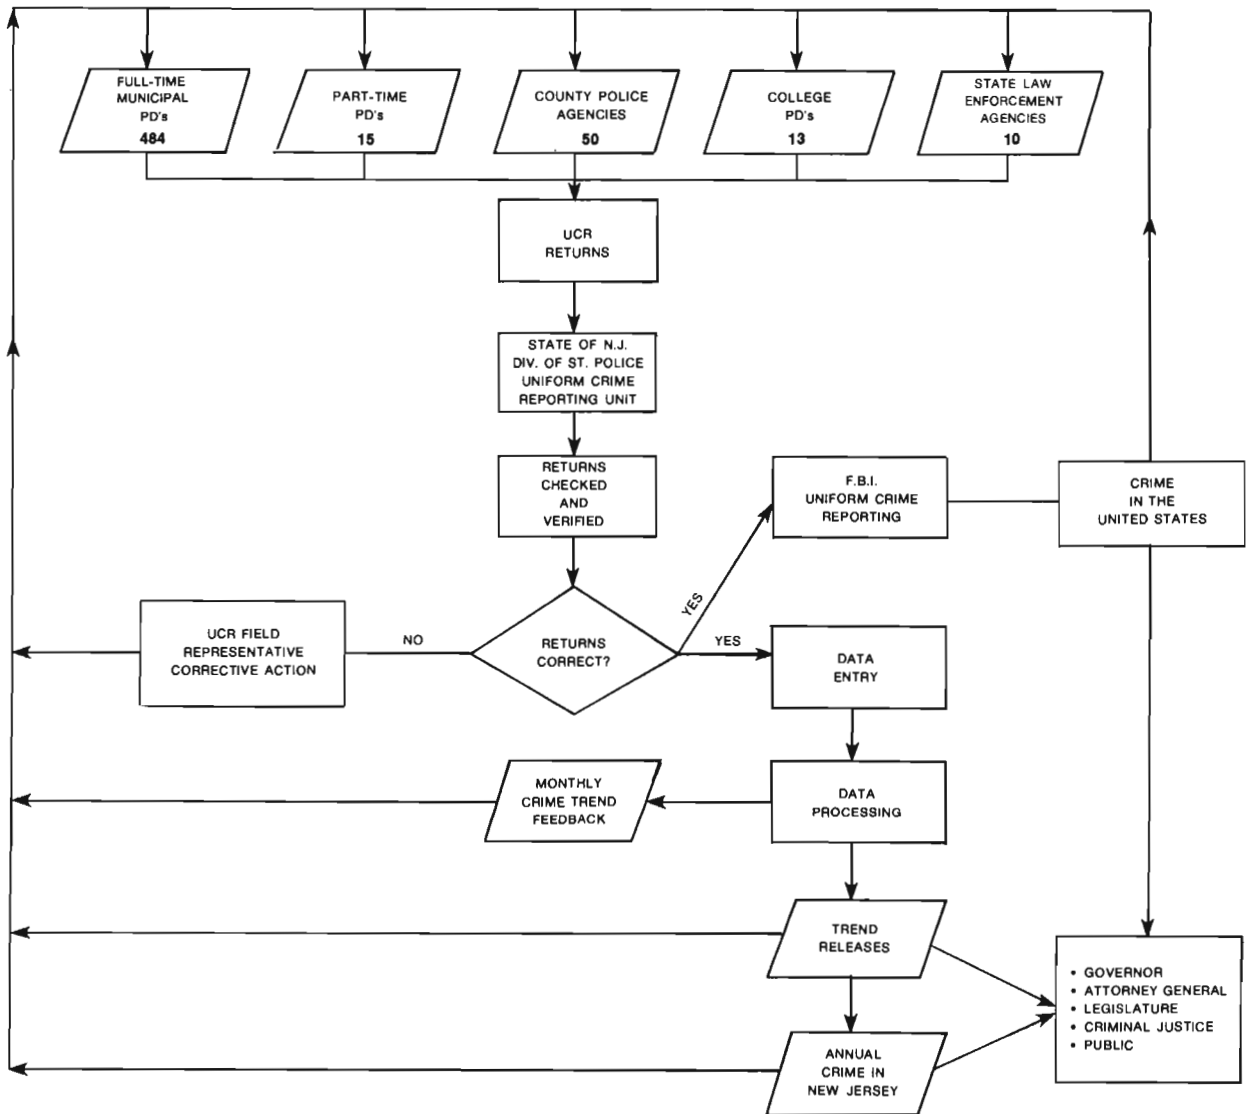 FULL-TIME
MUNICIPAL
PD's
484
PART-TIME
PD's
15
COUNTY POLICE
AGENCIES
50
COLLEGE
PD's
13
STATE LAW
ENFORCEMENT
AGENCIES
10
UCR
RETURNS
STATE OF N.J.
DIV. OF ST. POLICE
UNIFORM CRIME
REPORTING UNIT
RETURNS
CHECKED
AND
VERIFIED
F.B.I.
UNIFORM CRIME
REPORTING
CRIME
IN THE
UNITED STATES
UCR FIELD
REPRESENTATIVE
CORRECTIVE ACTION
NO
RETURNS
CORRECT?
YES
YES
DATA
ENTRY
MONTHLY
CRIME TREND
FEEDBACK
DATA
PROCESSING
TREND
RELEASES
• GOVERNOR
• ATTORNEY GENERAL
• LEGISLATURE
• CRIMINAL JUSTICE
• PUBLIC
ANNUAL
CRIME IN
NEW JERSEY